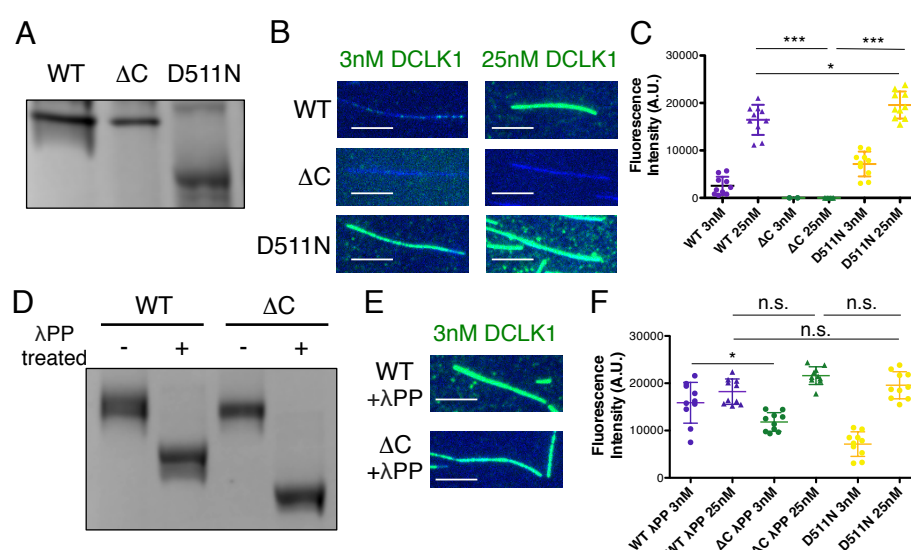 A
WT ΔC D511N
B
3nM DCLK1 25nM DCLK1
WT
ΔC
D511N
C
Fluorescence
Intensity (A.U.)
30000
20000
10000
0
*** ***
*
WT 3nM
WT 25nM
ΔC 3nM
ΔC 25nM
D511N 3nM
D511N 25nM
D
WT ΔC
λPP
treated
- + - +
E
3nM DCLK1
WT
+λPP
ΔC
+λPP
F
Fluorescence
Intensity (A.U.)
30000
20000
10000
0
n.s.
n.s. n.s.
*
WT λPP 3nM
WT λPP 25nM
ΔC λPP 3nM
ΔC λPP 25nM
D511N 3nM
D511N 25nM